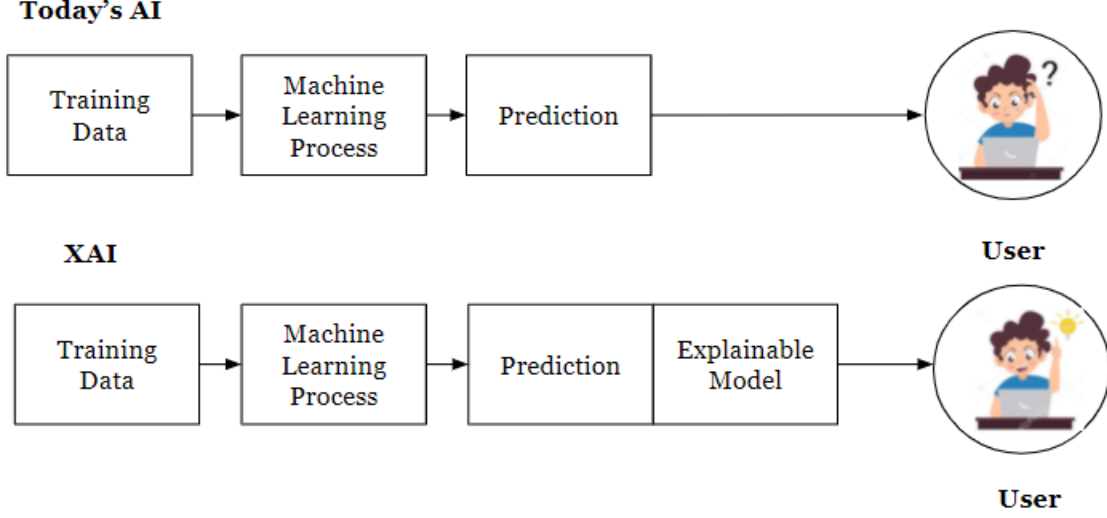 Today's AI
Training
Data
Machine
Learning
Process
Prediction
?
User
XAI
Training
Data
Machine
Learning
Process
Prediction
Explainable
Model
User